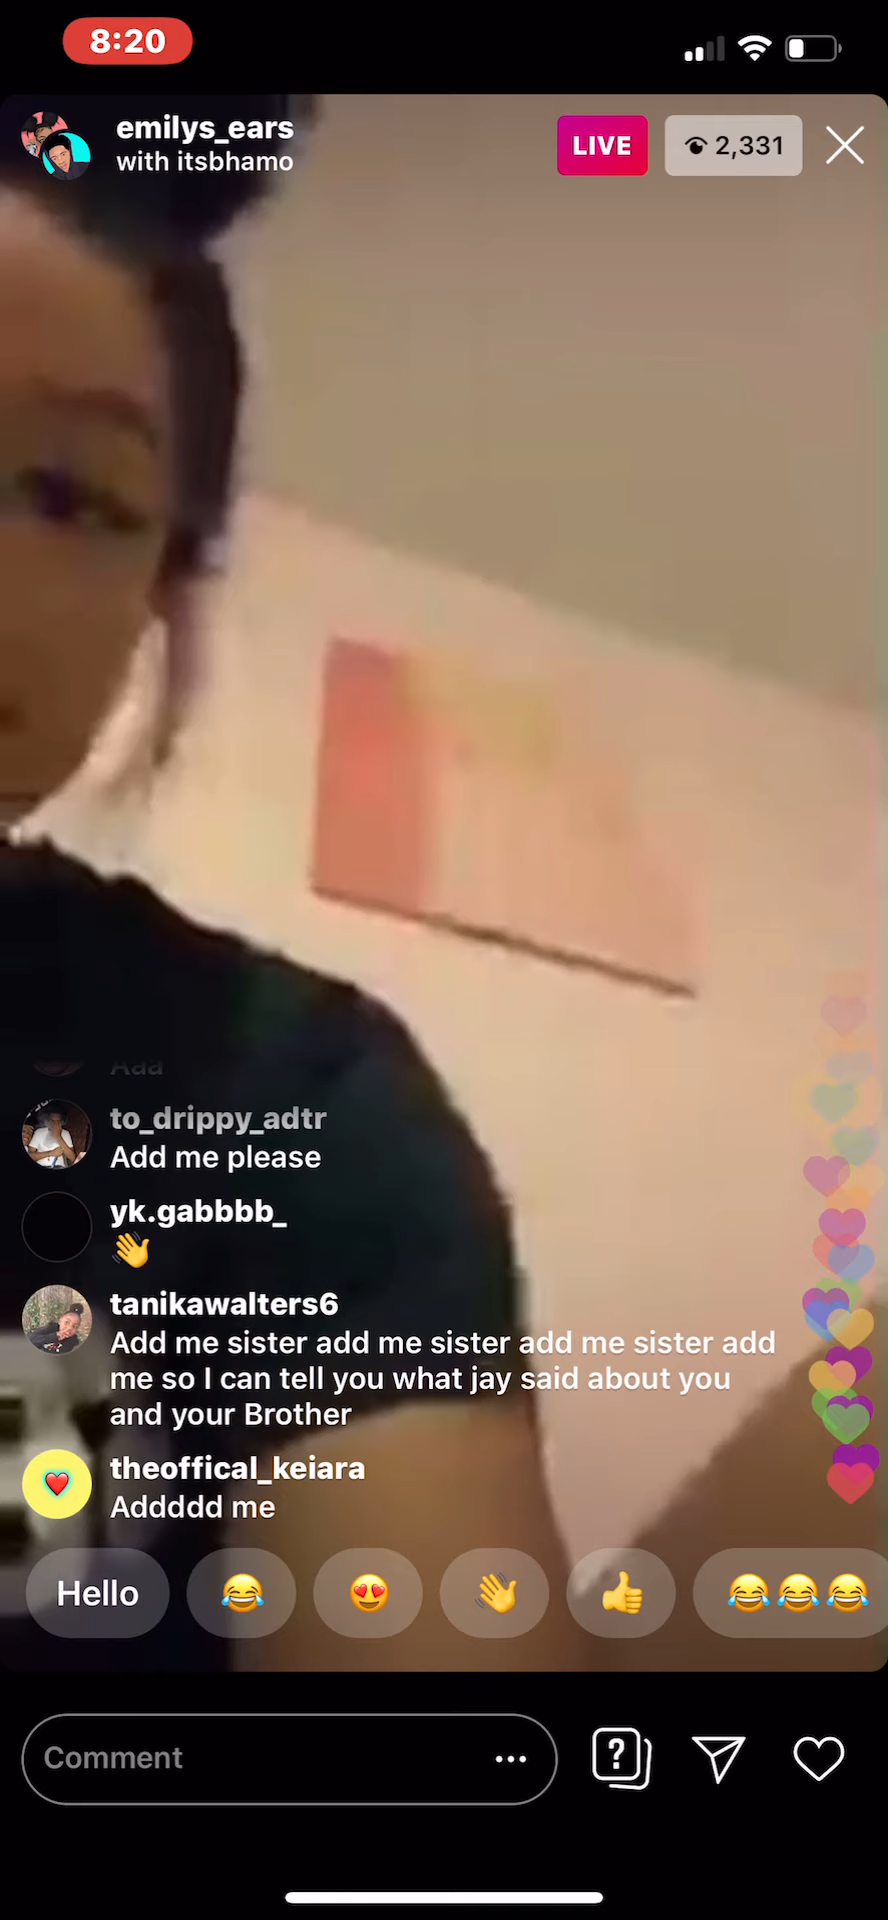 8:20
emilys_ears
with itsbhamo
LIVE
2,331
Aaa
to_drippy_adtr
Add me please
yk.gabbbb_
👋
tanikawalters6
Add me sister add me sister add me sister add
me so I can tell you what jay said about you
and your Brother
theoffical_keiara
Addddd me
Hello 😂 😍 👋 👍 😂😂😂
Comment